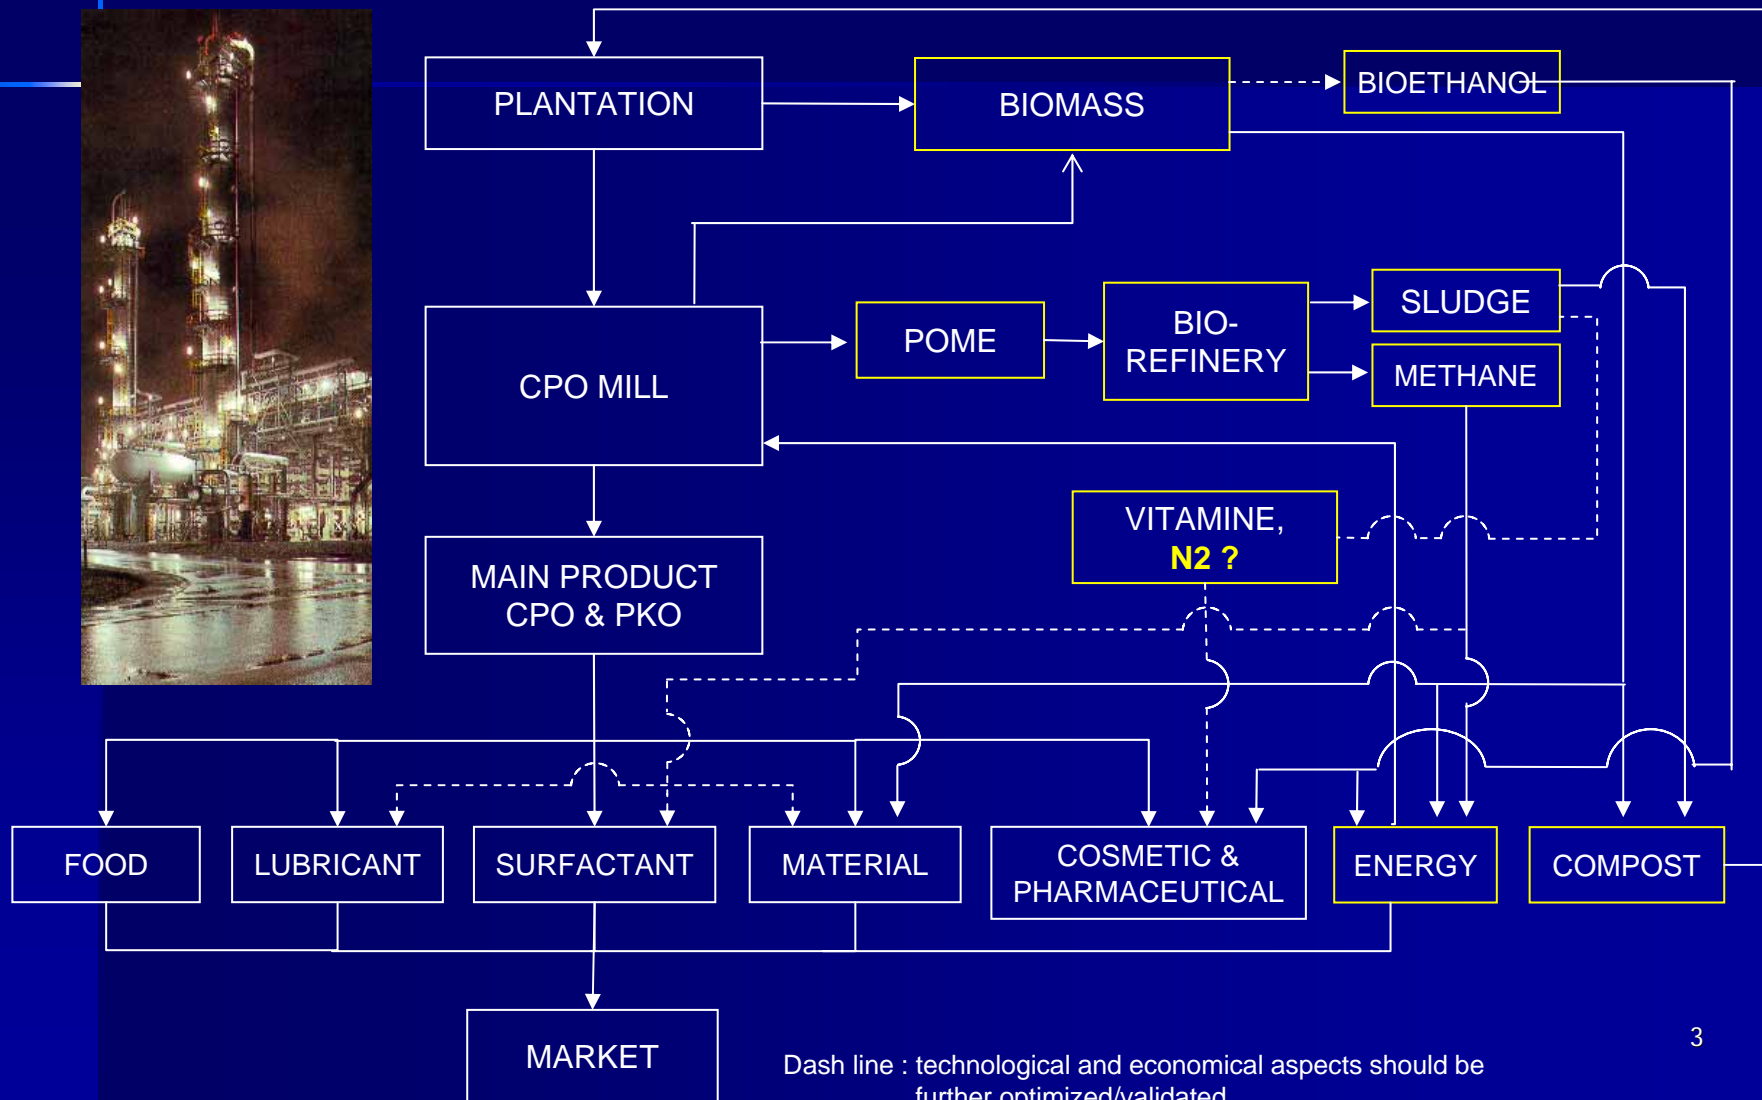 PLANTATION
BIOMASS
BIOETHANOL
CPO MILL
POME
BIO-
REFINERY
SLUDGE
METHANE
VITAMINE,
N2 ?
MAIN PRODUCT
CPO & PKO
FOOD
LUBRICANT
SURFACTANT
MATERIAL
COSMETIC &
PHARMACEUTICAL
ENERGY
COMPOST
MARKET
3
Dash line : technological and economical aspects should be
further optimized/validated